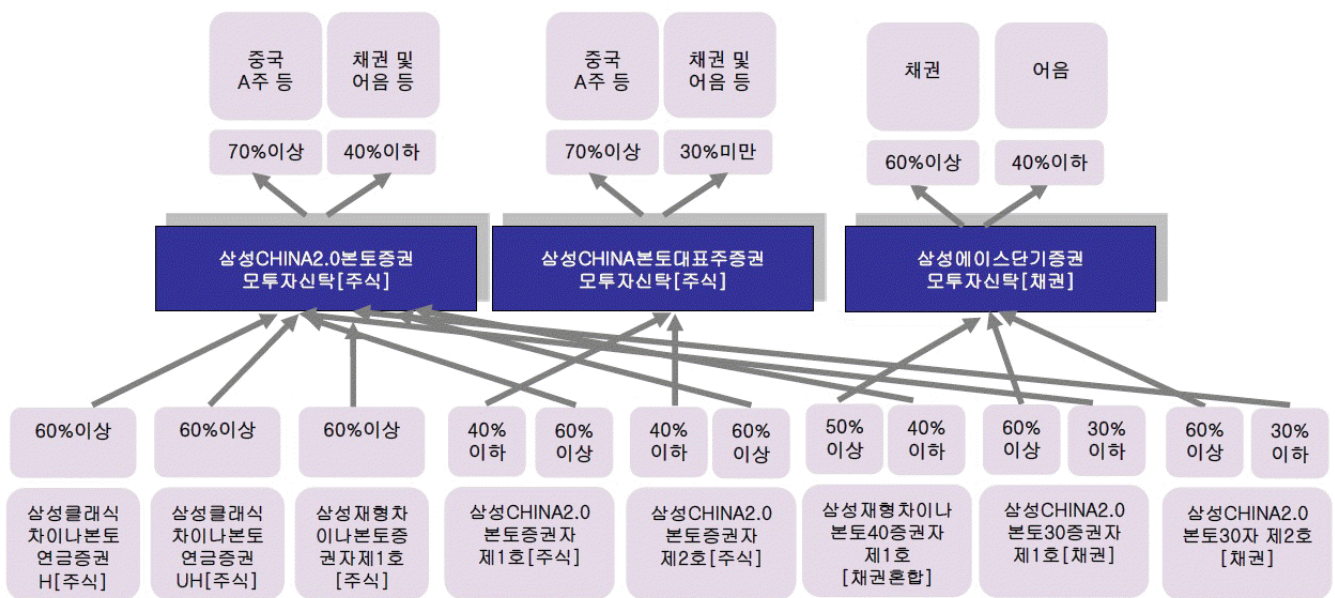 중국
A주 등
채권 및
어음 등
중국
A주 등
채권 및
어음 등
채권
어음
70%이상
40%이하
70%이상
30%미만
60%이상
40%이하
삼성CHINA2.0본토증권
모투자신탁[주식]
삼성CHINA본토대표주증권
모투자신탁[주식]
삼성에이스단기증권
모투자신탁[채권]
60%이상
60%이상
60%이상
40%
이하
60%
이상
40%
이하
60%
이상
50%
이상
40%
이하
60%
이상
30%
이하
60%
이상
30%
이하
삼성클래식
차이나본토
연금증권
H[주식]
삼성클래식
차이나본토
연금증권
UH[주식]
삼성재형차
이나본토증
권자제1호
[주식]
삼성CHINA2.0
본토증권자
제1호[주식]
삼성CHINA2.0
본토증권자
제2호[주식]
삼성재형차이나
본토40증권자
제1호
[채권혼합]
삼성CHINA2.0
본토30증권자
제1호[채권]
삼성CHINA2.0
본토30자 제2호
[채권]